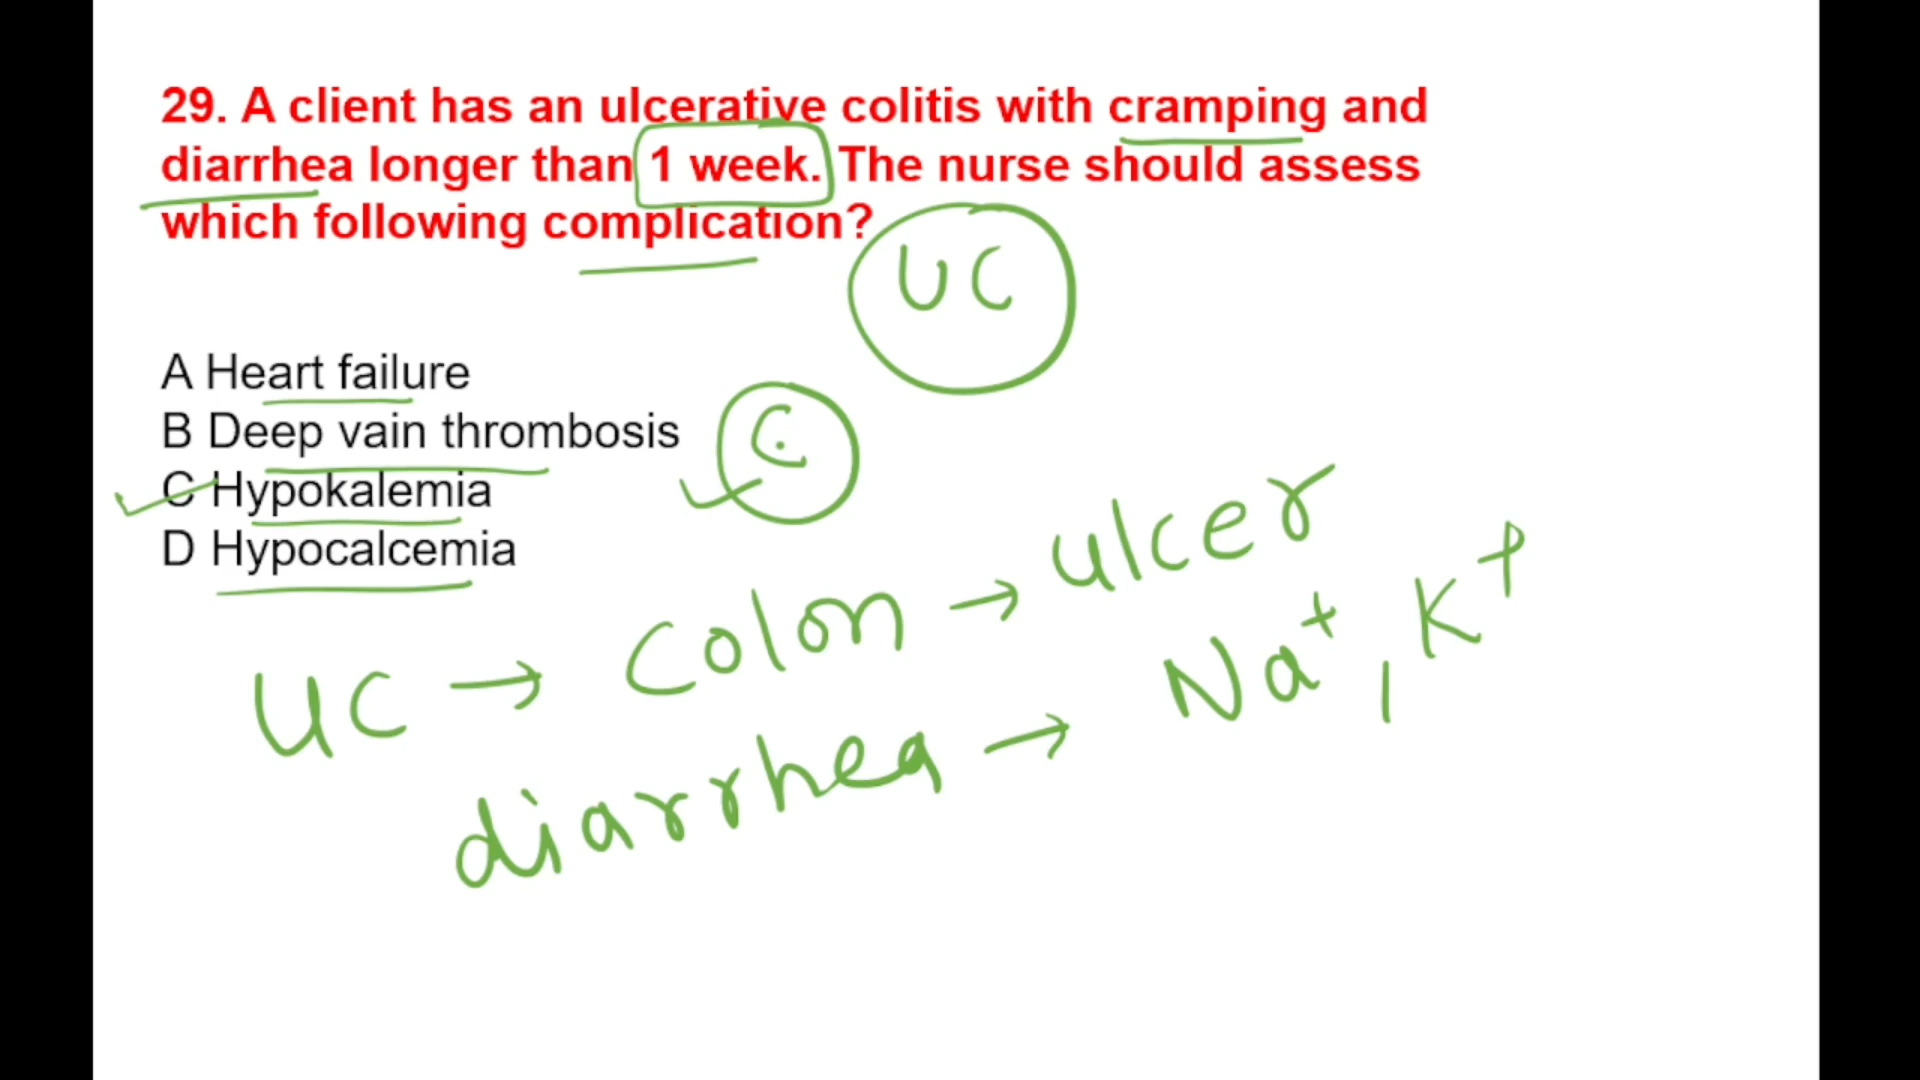 29. A client has an ulcerative colitis with cramping and
diarrhea longer than 1 week. The nurse should assess
which following complication?
UC
A Heart failure
B Deep vain thrombosis
C
C Hypokalemia
D Hypocalcemia
UC → Colon → ulcer
diarrhea → Na+, K+